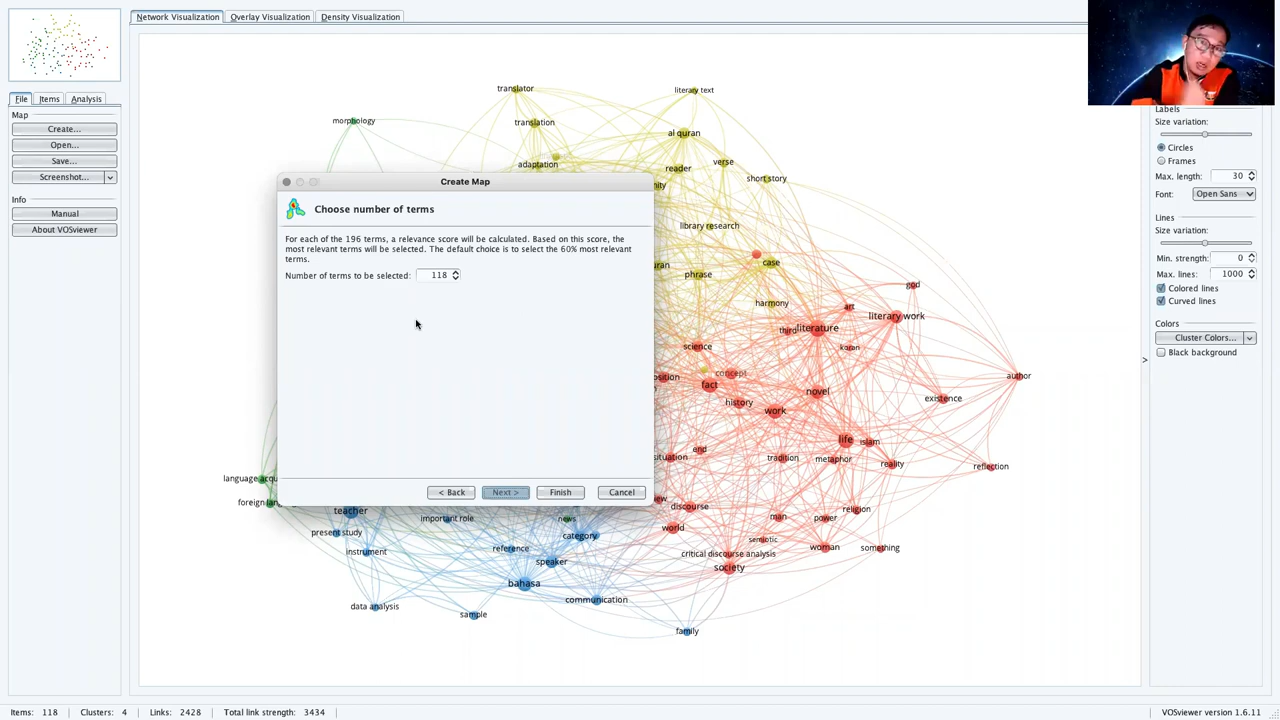 Network Visualization
Overlay Visualization
Density Visualization
File
Items
Analysis
Map
Create...
Open...
Save...
Screenshot...
Info
Manual
About VOSviewer
translator
literary text
morphology
translation
al quran
adaptation
reader
verse
short story
library research
phrase
case
harmony
god
art
literary work
third
literature
koran
science
concept
fact
author
history
novel
existence
work
life
islam
end
tradition
metaphor
reality
reflection
discourse
man
power
religion
world
semiotic
woman
something
critical discourse analysis
society
language acqu
foreign lan
teacher
important role
news
present study
category
instrument
reference
speaker
bahasa
communication
data analysis
sample
family
Create Map
Choose number of terms
For each of the 196 terms, a relevance score will be calculated. Based on this score, the
most relevant terms will be selected. The default choice is to select the 60% most relevant
terms.
Number of terms to be selected: 118
< Back
Next >
Finish
Cancel
Labels
Size variation:
Circles
Frames
Max. length: 30
Font: Open Sans
Lines
Size variation:
Min. strength: 0
Max. lines: 1000
Colored lines
Curved lines
Colors
Cluster Colors...
Black background
Items: 118
Clusters: 4
Links: 2428
Total link strength: 3434
VOSviewer version 1.6.11